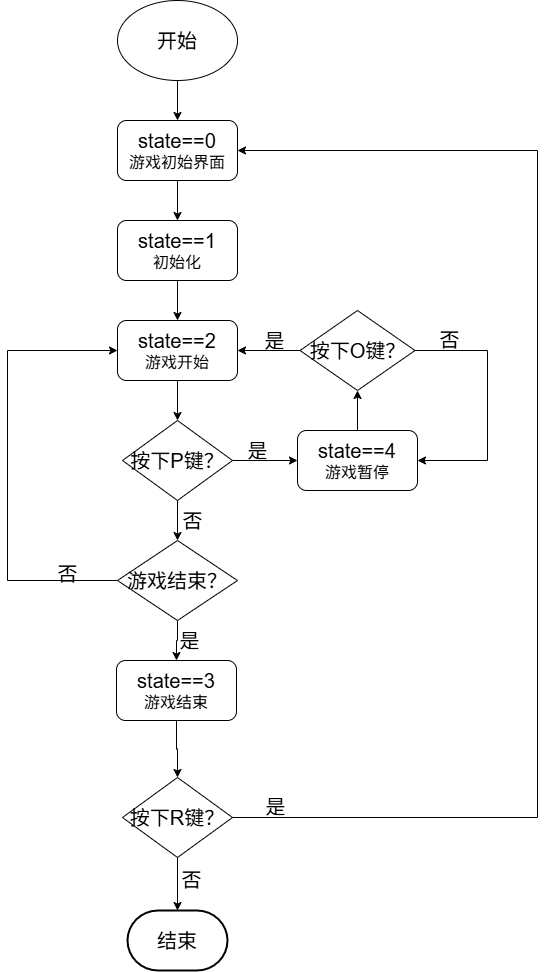 开始
state==0
游戏初始界面
state==1
初始化
state==2
游戏开始
是
按下O键？
否
按下P键？
是
state==4
游戏暂停
否
游戏结束？
否
是
state==3
游戏结束
按下R键？
是
否
结束